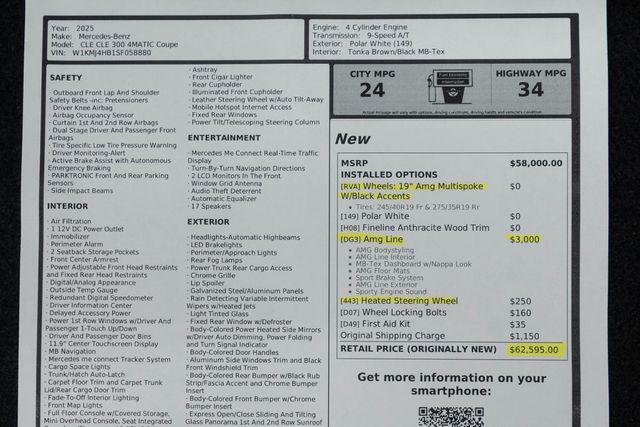 Year: 2025
Make: Mercedes-Benz
Model: CLE CLE 300 4MATIC Coupe
VIN: W1KMJ4HB1SF058880
Engine: 4 Cylinder Engine
Transmission: 9-Speed A/T
Exterior: Polar White (149)
Interior: Tonka Brown/Black MB-Tex
SAFETY
· Outboard Front Lap And Shoulder
Safety Belts -inc: Pretensioners
· Driver Knee Airbag
· Airbag Occupancy Sensor
· Curtain 1st And 2nd Row Airbags
· Dual Stage Driver And Passenger Front
Airbags
· Tire Specific Low Tire Pressure Warning
· Driver Monitoring-Alert
· Active Brake Assist with Autonomous
Emergency Braking
· PARKTRONIC Front And Rear Parking
Sensors
· Side Impact Beams
INTERIOR
· Air Filtration
· 1 12V DC Power Outlet
· Immobilizer
· Perimeter Alarm
· 2 Seatback Storage Pockets
· Front Center Armrest
· Power Adjustable Front Head Restraints
and Fixed Rear Head Restraints
· Digital/Analog Appearance
· Outside Temp Gauge
· Redundant Digital Speedometer
· Driver Information Center
· Delayed Accessory Power
· Power 1st Row Windows w/Driver And
Passenger 1-Touch Up/Down
· Driver And Passenger Door Bins
· 11.9" Center Touchscreen Display
· MB Navigation
· Mercedes me connect Tracker System
· Cargo Space Lights
· Trunk/Hatch Auto-Latch
· Carpet Floor Trim and Carpet Trunk
Lid/Rear Cargo Door Trim
· Fade-To-Off Interior Lighting
· Front Map Lights
· Full Floor Console w/Covered Storage,
Mini Overhead Console, Seat Integrated
· Ashtray
· Front Cigar Lighter
· Rear Cupholder
· Illuminated Front Cupholder
· Leather Steering Wheel w/Auto Tilt-Away
· Mobile Hotspot Internet Access
· Fixed Rear Windows
· Power Tilt/Telescoping Steering Column
ENTERTAINMENT
· Mercedes Me Connect Real-Time Traffic
Display
· Turn-By-Turn Navigation Directions
· 2 LCD Monitors In The Front
· Window Grid Antenna
· Audio Theft Deterrent
· Automatic Equalizer
· 17 Speakers
EXTERIOR
· Headlights-Automatic Highbeams
· LED Brakelights
· Perimeter/Approach Lights
· Rear Fog Lamps
· Power Trunk Rear Cargo Access
· Chrome Grille
· Lip Spoiler
· Galvanized Steel/Aluminum Panels
· Rain Detecting Variable Intermittent
Wipers w/Heated Jets
· Light Tinted Glass
· Fixed Rear Window w/Defroster
· Body-Colored Power Heated Side Mirrors
w/Driver Auto Dimming, Power Folding
and Turn Signal Indicator
· Body-Colored Door Handles
· Aluminum Side Windows Trim and Black
Front Windshield Trim
· Body-Colored Rear Bumper w/Black Rub
Strip/Fascia Accent and Chrome Bumper
Insert
· Body-Colored Front Bumper w/Chrome
Bumper Insert
· Express Open/Close Sliding And Tilting
Glass Panorama 1st And 2nd Row Sunroof
CITY MPG
24
Fuel Economy
Information
HIGHWAY MPG
34
Actual mileage will vary with options, driving conditions, driving habits and vehicle's condition.
New
MSRP $58,000.00
INSTALLED OPTIONS
[RVA] Wheels: 19" Amg Multispoke $0
W/Black Accents
• Tires: 245/40R19 Fr & 275/35R19 Rr
[149] Polar White $0
[H08] Fineline Anthracite Wood Trim $0
[DG3] Amg Line $3,000
• AMG Bodystyling
• AMG Line Interior
• MB-Tex Dashboard w/Nappa Look
• AMG Floor Mats
• Sport Brake System
• AMG Line Exterior
• Sporty Engine Sound
[443] Heated Steering Wheel $250
[D07] Wheel Locking Bolts $160
[D49] First Aid Kit $35
Original Shipping Charge $1,150
RETAIL PRICE (ORIGINALLY NEW) $62,595.00
Get more information on your
smartphone: